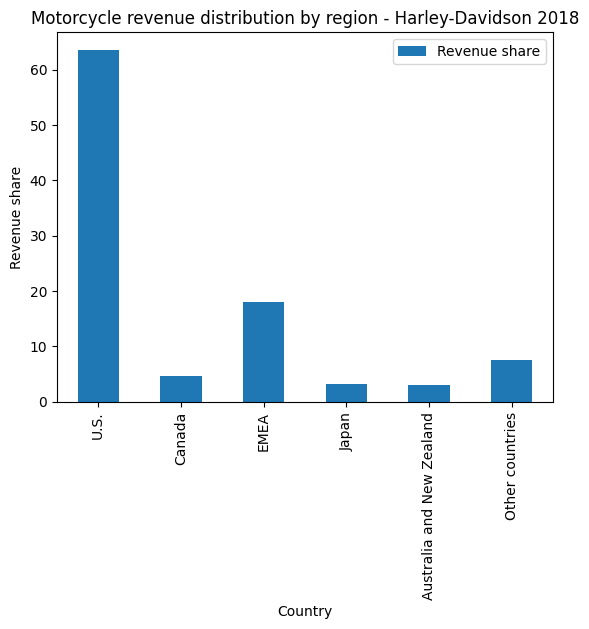 Motorcycle revenue distribution by region - Harley-Davidson 2018
Revenue share
Revenue share
60
50
40
30
20
10
0
U.S.
Canada
EMEA
Japan
Australia and New Zealand
Other countries
Country